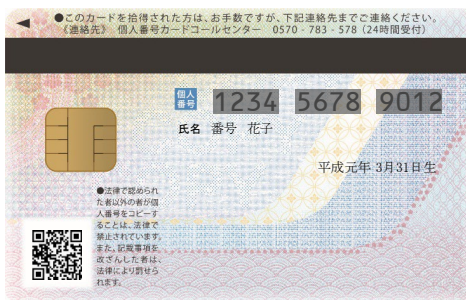 ●このカードを拾得された方は、お手数ですが、下記連絡先までご連絡ください。
《連絡先》 個人番号カードコールセンター 0570-783-578 (24時間受付)
個人番号 1234 5678 9012
氏名 番号 花子
平成元年 3月31日生
●法律で認められ
た者以外の者が個
人番号をコピーす
ることは、法律で
禁止されています。
また、記載事項を
改ざんした者は、
法律により罰せら
れます。